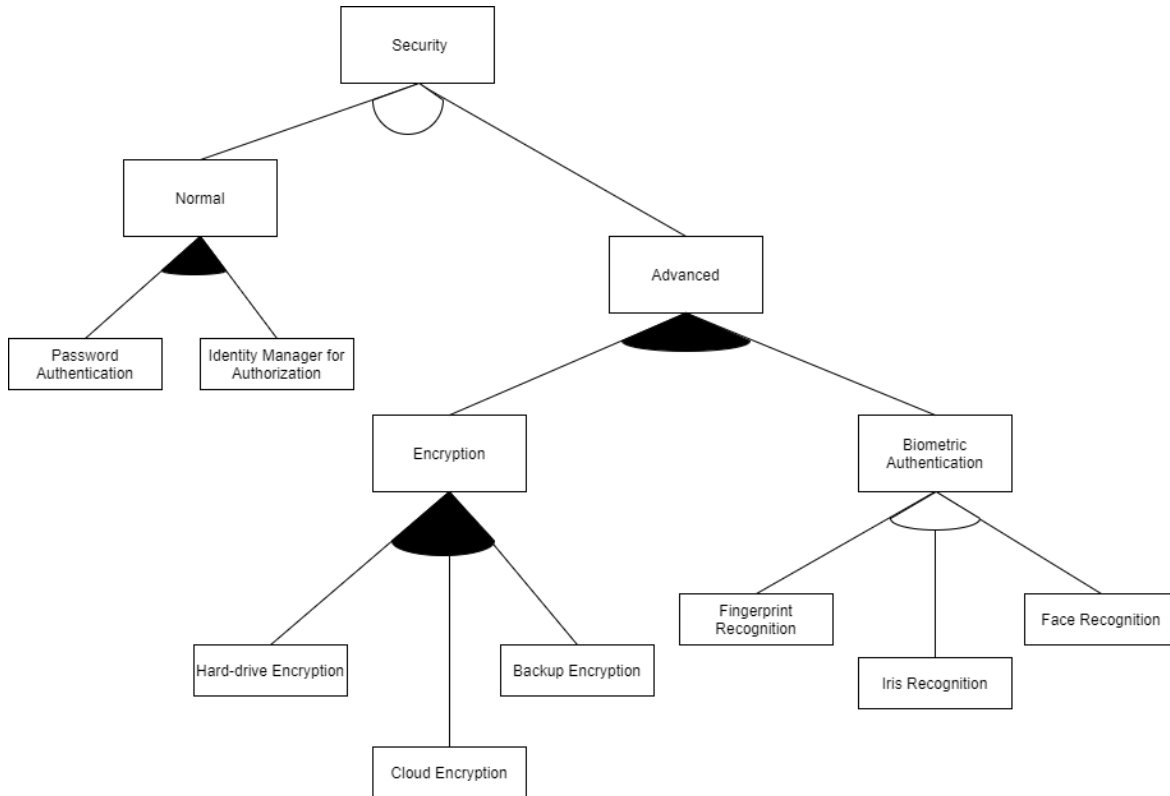 Security
Normal
Advanced
Password
Authentication
Identity Manager for
Authorization
Encryption
Biometric
Authentication
Fingerprint
Recognition
Face Recognition
Hard-drive Encryption
Backup Encryption
Iris Recognition
Cloud Encryption